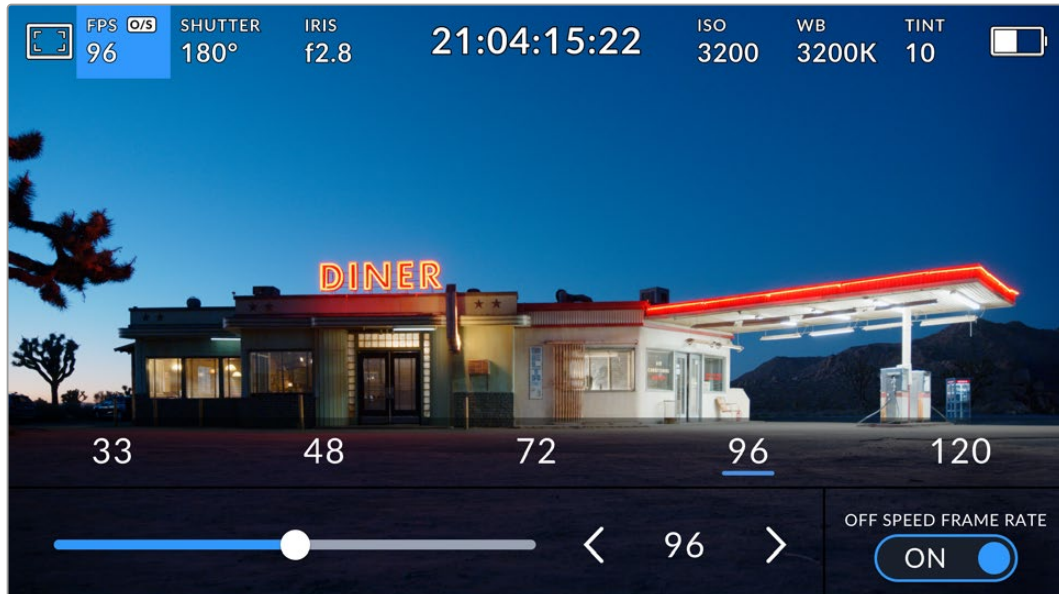 FPS O/S
96
SHUTTER
180°
IRIS
f2.8
21:04:15:22
ISO
3200
WB
3200K
TINT
10
DINER
33 48 72 96 120
96
OFF SPEED FRAME RATE
ON